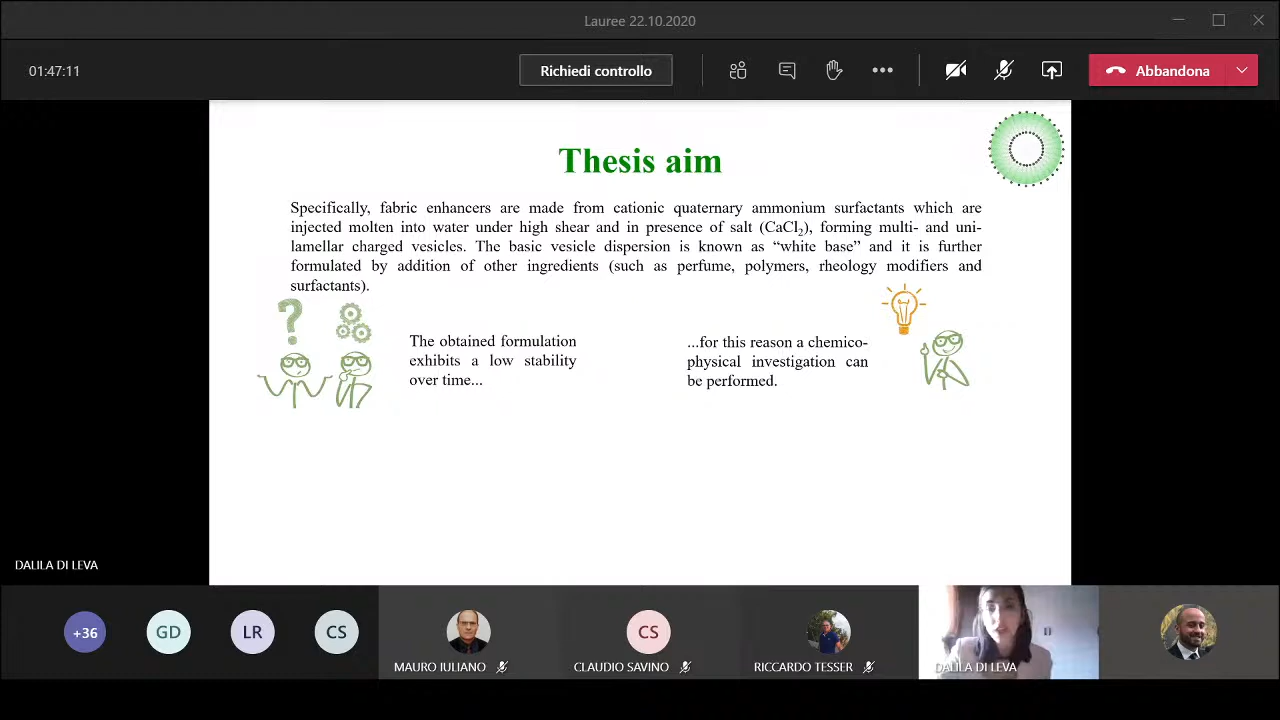 Lauree 22.10.2020
01:47:11
Richiedi controllo
Abbandona
Thesis aim
Specifically, fabric enhancers are made from cationic quaternary ammonium surfactants which are
injected molten into water under high shear and in presence of salt (CaCl₂), forming multi- and uni-
lamellar charged vesicles. The basic vesicle dispersion is known as “white base” and it is further
formulated by addition of other ingredients (such as perfume, polymers, rheology modifiers and
surfactants).
?
The obtained formulation
exhibits a low stability
over time...
...for this reason a chemico-
physical investigation can
be performed.
DALILA DI LEVA
+36
GD
LR
CS
MAURO IULIANO
CS
CLAUDIO SAVINO
RICCARDO TESSER
DALILA DI LEVA